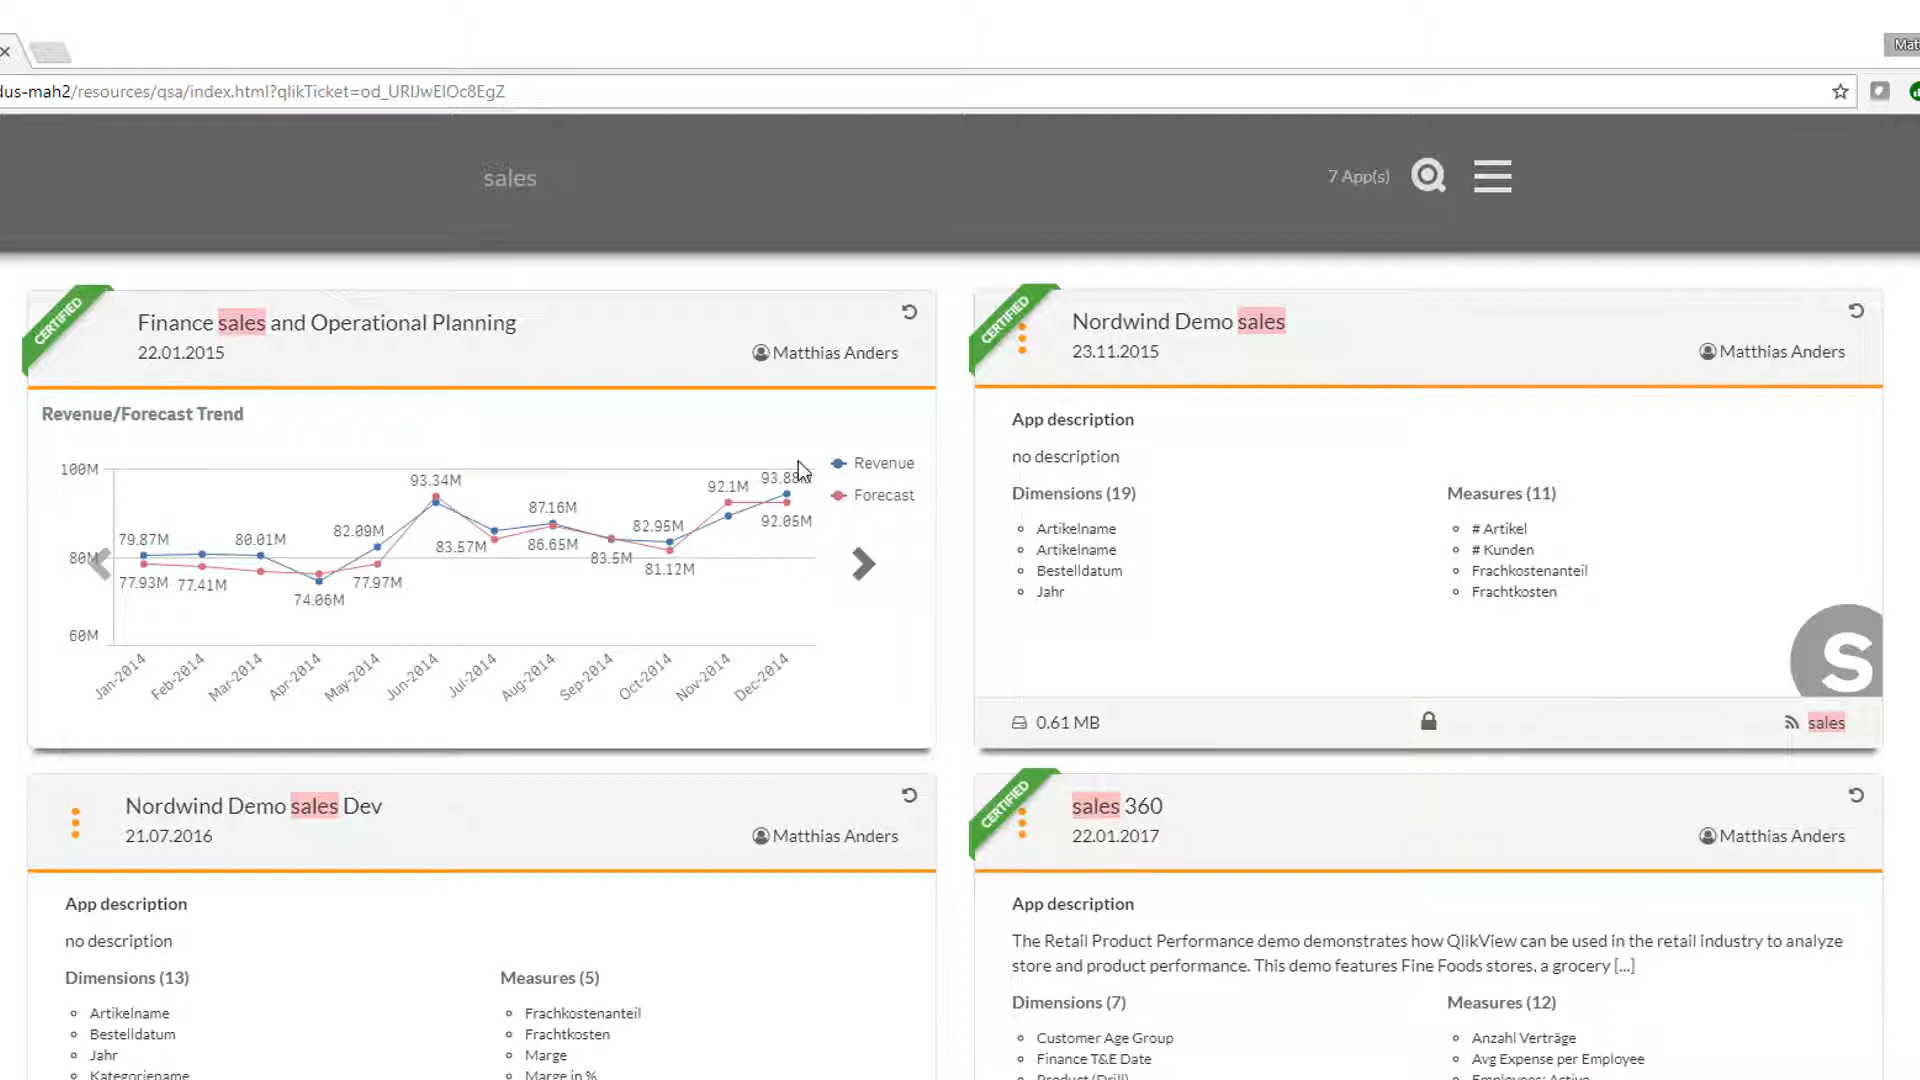 Mat
dus-mah2/resources/qsa/index.html?qlikTicket=od_URIJwElOc8EgZ
sales
7 App(s)
CERTIFIED
Finance sales and Operational Planning
22.01.2015
Matthias Anders
Revenue/Forecast Trend
100M
80M
60M
79.87M
80.01M
82.09M
93.34M
87.16M
82.95M
92.1M
77.93M
77.41M
74.06M
77.97M
83.57M
86.65M
83.5M
81.12M
92.05M
Revenue
Forecast
Jan-2014
Feb-2014
Mar-2014
Apr-2014
May-2014
Jun-2014
Jul-2014
Aug-2014
Sep-2014
Oct-2014
Nov-2014
Dec-2014
CERTIFIED
Nordwind Demo sales
23.11.2015
Matthias Anders
App description
no description
Dimensions (19)
Artikelname
Artikelname
Bestelldatum
Jahr
Measures (11)
# Artikel
# Kunden
Frachkostenanteil
Frachtkosten
S
0.61 MB
sales
Nordwind Demo sales Dev
21.07.2016
Matthias Anders
App description
no description
Dimensions (13)
Artikelname
Bestelldatum
Jahr
Kategoriename
Measures (5)
Frachkostenanteil
Frachtkosten
Marge
Marge in %
CERTIFIED
sales 360
22.01.2017
Matthias Anders
App description
The Retail Product Performance demo demonstrates how QlikView can be used in the retail industry to analyze
store and product performance. This demo features Fine Foods stores, a grocery [...]
Dimensions (7)
Customer Age Group
Finance T&E Date
Product (Drill)
Measures (12)
Anzahl Verträge
Avg Expense per Employee
Employees: Active